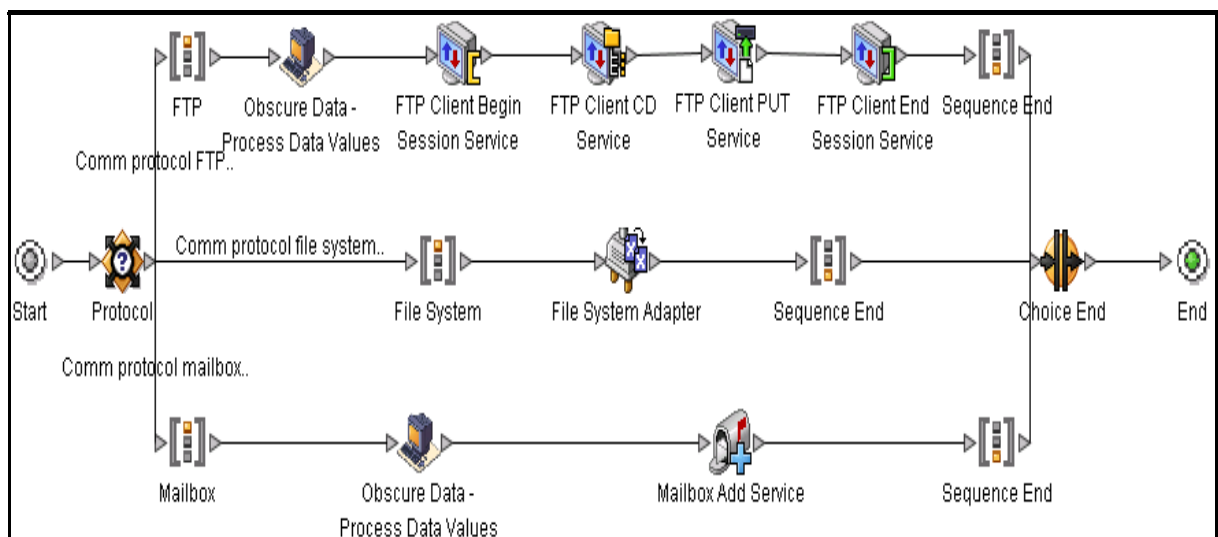 FTP
Obscure Data -
Process Data Values
FTP Client Begin
Session Service
FTP Client CD
Service
FTP Client PUT
Service
FTP Client End
Session Service
Sequence End
Comm protocol FTP..
Start
Protocol
Comm protocol file system..
File System
File System Adapter
Sequence End
Choice End
End
Comm protocol mailbox..
Mailbox
Obscure Data -
Process Data Values
Mailbox Add Service
Sequence End